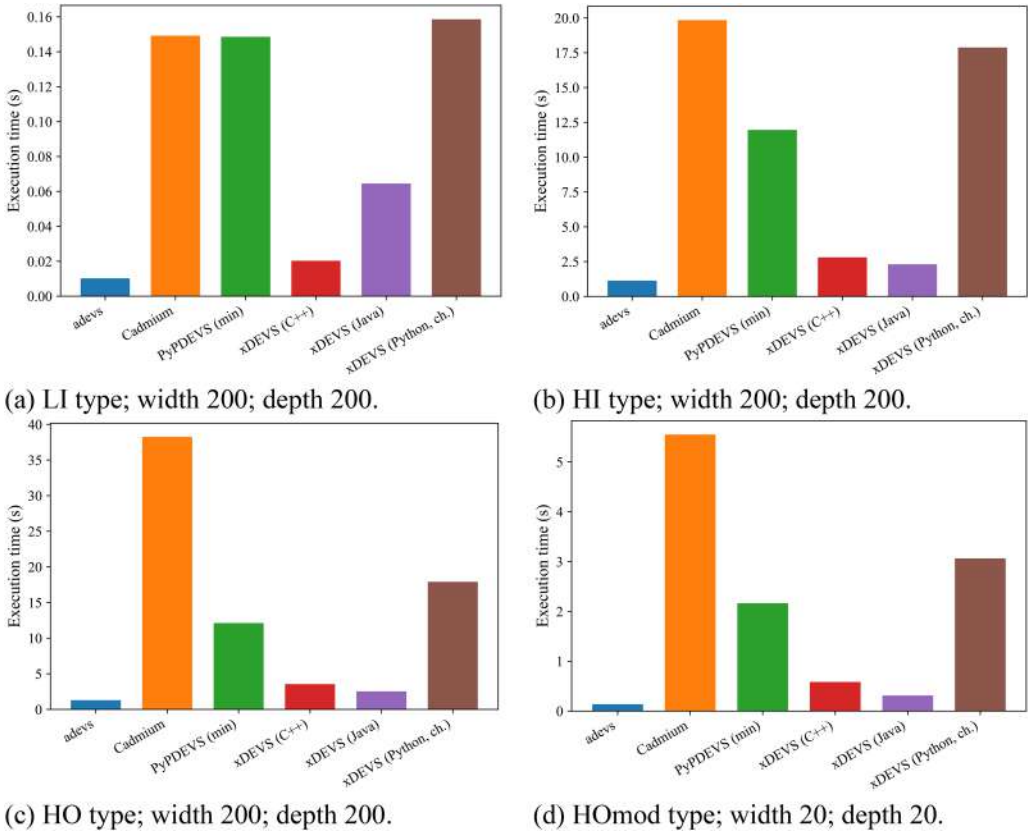 0.16
0.14
0.12
0.10
0.08
0.06
0.04
0.02
0.00
Execution time (s)
adevs
Cadmium
PyPDEVS (min)
xDEVS (C++)
xDEVS (Java)
xDEVS (Python, ch.)
(a) LI type; width 200; depth 200.
20.0
17.5
15.0
12.5
10.0
7.5
5.0
2.5
0.0
Execution time (s)
adevs
Cadmium
PyPDEVS (min)
xDEVS (C++)
xDEVS (Java)
xDEVS (Python, ch.)
(b) HI type; width 200; depth 200.
40
35
30
25
20
15
10
5
0
Execution time (s)
adevs
Cadmium
PyPDEVS (min)
xDEVS (C++)
xDEVS (Java)
xDEVS (Python, ch.)
(c) HO type; width 200; depth 200.
5
4
3
2
1
0
Execution time (s)
adevs
Cadmium
PyPDEVS (min)
xDEVS (C++)
xDEVS (Java)
xDEVS (Python, ch.)
(d) HOmod type; width 20; depth 20.